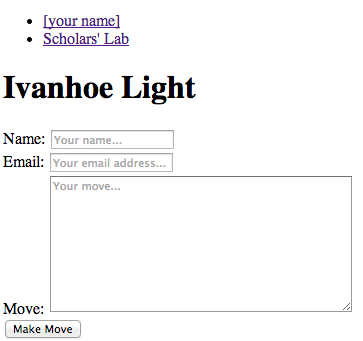 [your name]
Scholars' Lab
Ivanhoe Light
Name: Your name...
Email: Your email address...
Your move...
Move:
Make Move